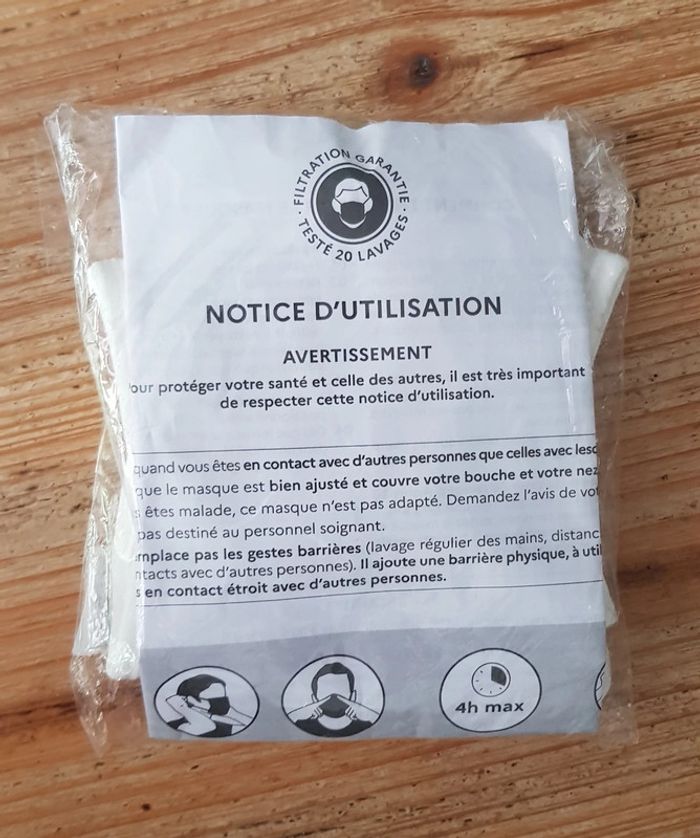 FILTRATION GARANTIE
TESTÉ 20 LAVAGES
NOTICE D'UTILISATION
AVERTISSEMENT
our protéger votre santé et celle des autres, il est très important
de respecter cette notice d'utilisation.
quand vous êtes en contact avec d'autres personnes que celles avec lesq
que le masque est bien ajusté et couvre votre bouche et votre nez
s êtes malade, ce masque n'est pas adapté. Demandez l'avis de vot
pas destiné au personnel soignant.
mplace pas les gestes barrières (lavage régulier des mains, distanc
ntacts avec d'autres personnes). Il ajoute une barrière physique, à util
s en contact étroit avec d'autres personnes.
4h max